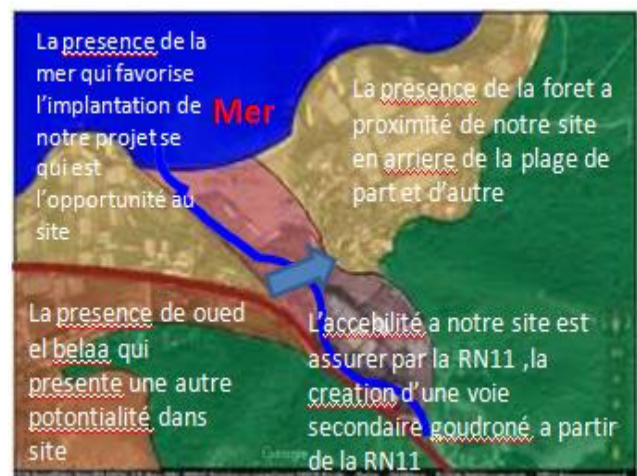 La presence de la
mer qui favorise
l'implantation de
notre projet se
qui est
l'opportunité au
site
Mer
La presence de la foret a
proximité de notre site
en arriere de la plage de
part et d'autre
La presence de oued
el belaa qui
presente une autre
potontialité dans
site
L'accebilité a notre site est
assurer par la RN11 ,la
creation d'une voie
secondaire goudroné a partir
de la RN11
Google